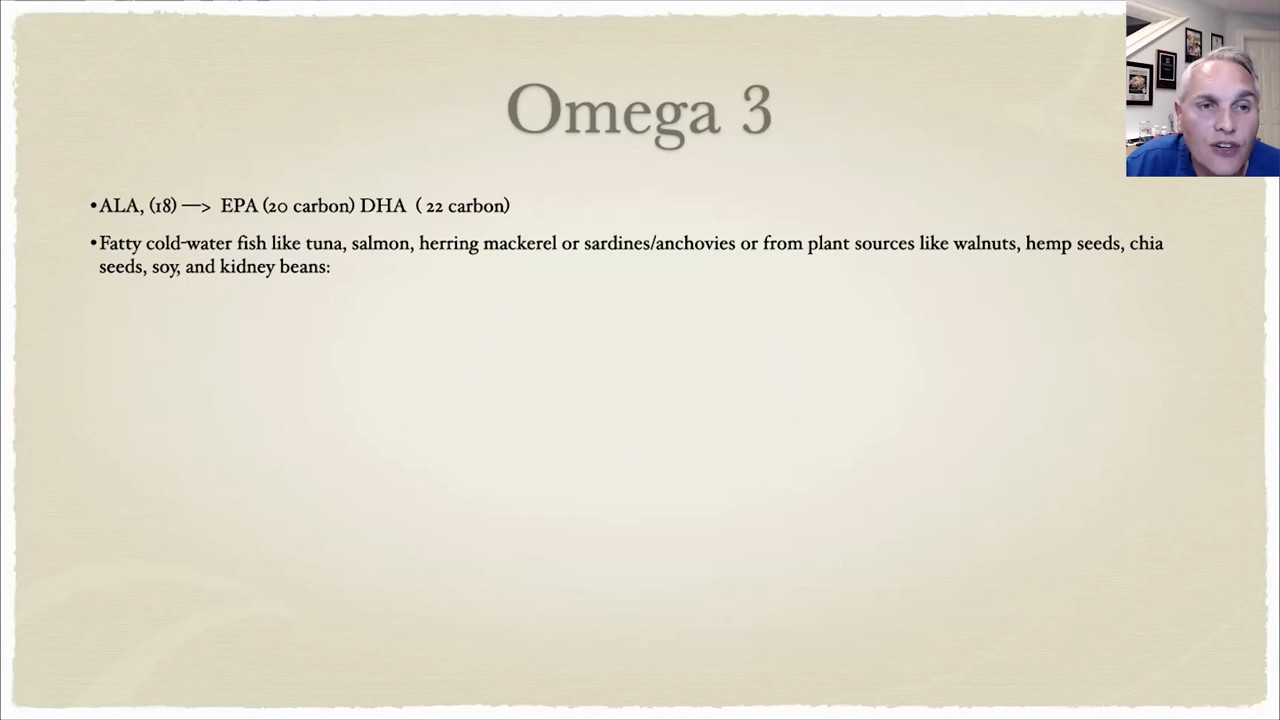 Omega 3
•ALA, (18) —> EPA (20 carbon) DHA ( 22 carbon)
•Fatty cold-water fish like tuna, salmon, herring mackerel or sardines/anchovies or from plant sources like walnuts, hemp seeds, chia
seeds, soy, and kidney beans: